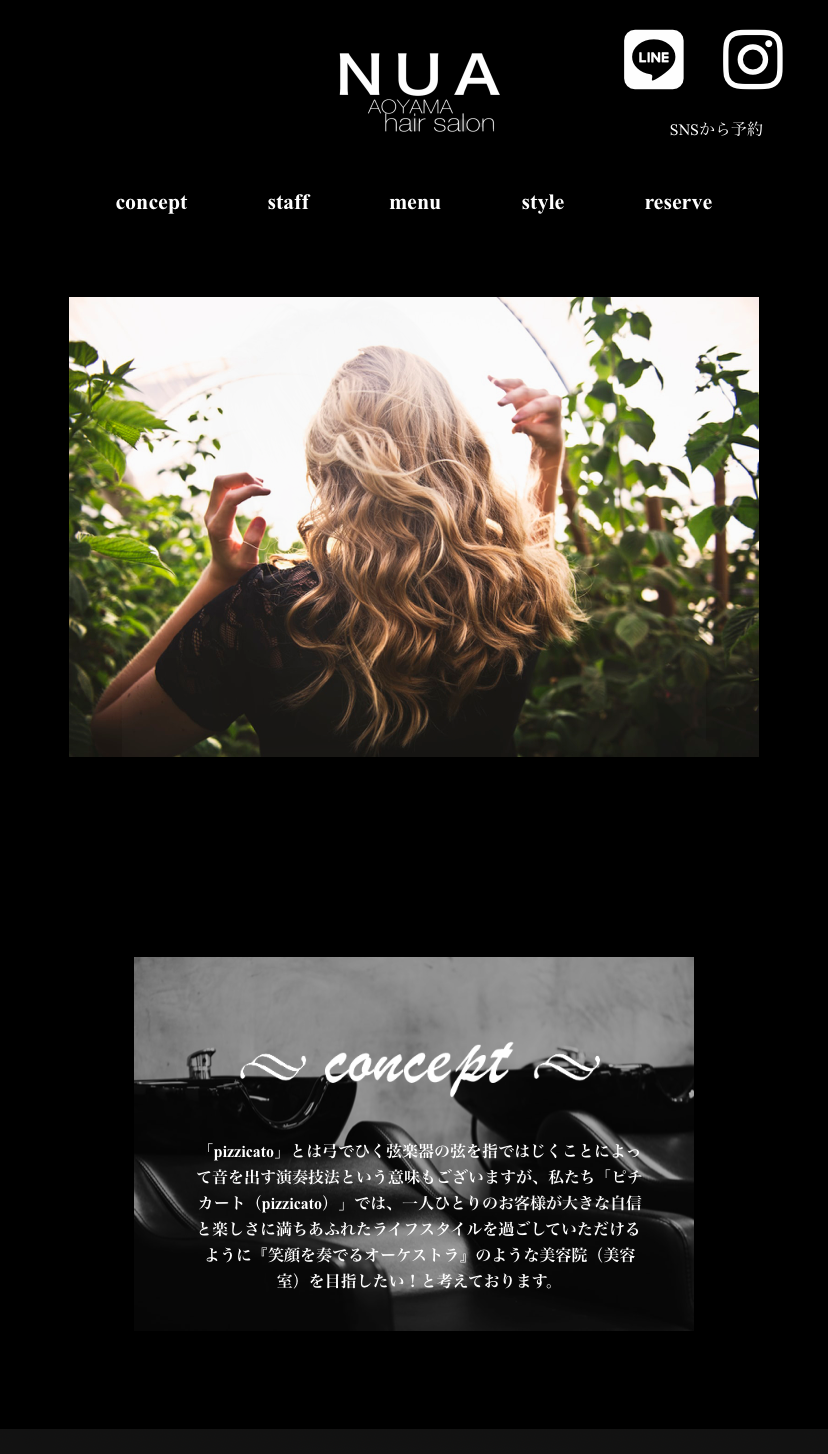 NUA
AOYAMA
hair salon
LINE
SNSから予約
concept staff menu style reserve
concept
「pizzicato」とは弓でひく弦楽器の弦を指ではじくことによっ
て音を出す演奏技法という意味もございますが、私たち「ピチ
カート（pizzicato）」では、一人ひとりのお客様が大きな自信
と楽しさに満ちあふれたライフスタイルを過ごしていただける
ように『笑顔を奏でるオーケストラ』のような美容院（美容
室）を目指したい！と考えております。